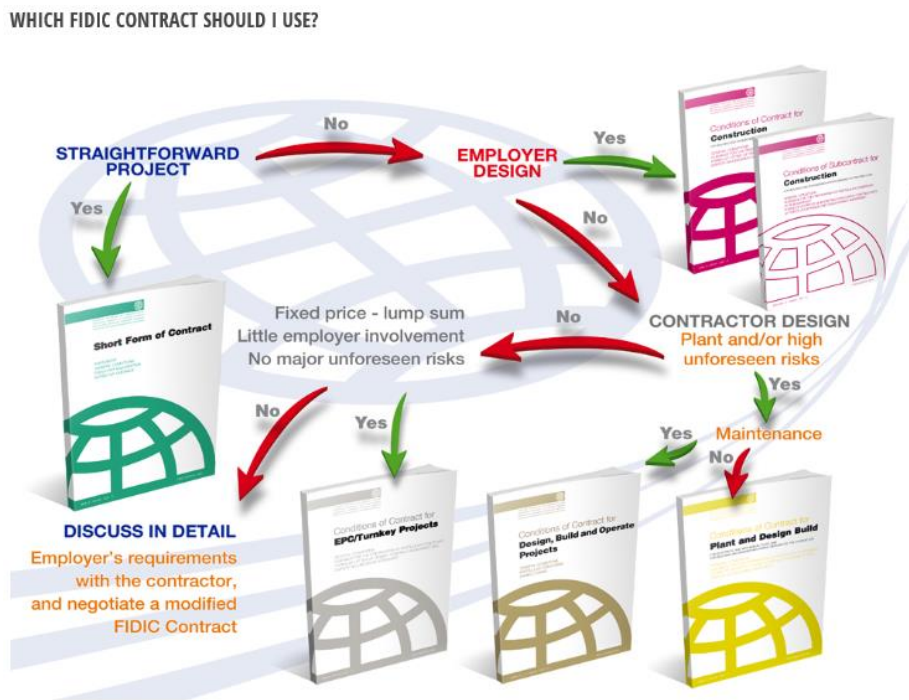 WHICH FIDIC CONTRACT SHOULD I USE?
No
STRAIGHTFORWARD
PROJECT
Yes
EMPLOYER
DESIGN
Yes
No
Conditions of Contract for
Construction
Conditions of Subcontract for
Construction
Short Form of Contract
Fixed price - lump sum
Little employer involvement
No major unforeseen risks
No
CONTRACTOR DESIGN
Plant and/or high
unforeseen risks
Yes
Maintenance
Yes
No
No
Yes
DISCUSS IN DETAIL
Employer's requirements
with the contractor,
and negotiate a modified
FIDIC Contract
Conditions of Contract for
EPC/Turnkey Projects
Conditions of Contract for
Design, Build and Operate
Projects
Conditions of Contract for
Plant and Design Build